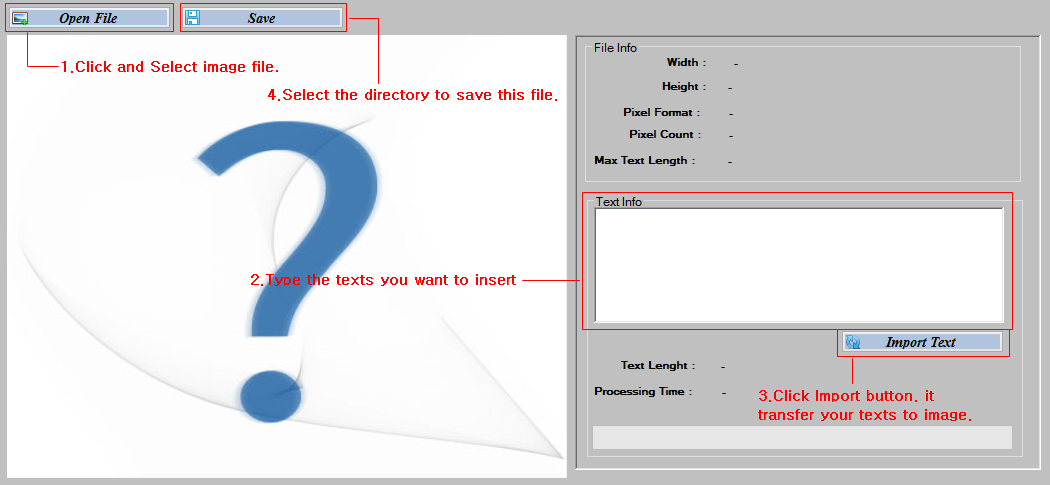 Open File
Save
1.Click and Select image file.
4.Select the directory to save this file.
2.Type the texts you want to insert
File Info
Width : -
Height : -
Pixel Format : -
Pixel Count : -
Max Text Length : -
Text Info
Import Text
Text Lenght : -
Processing Time : -
3.Click Import button. it
transfer your texts to image.